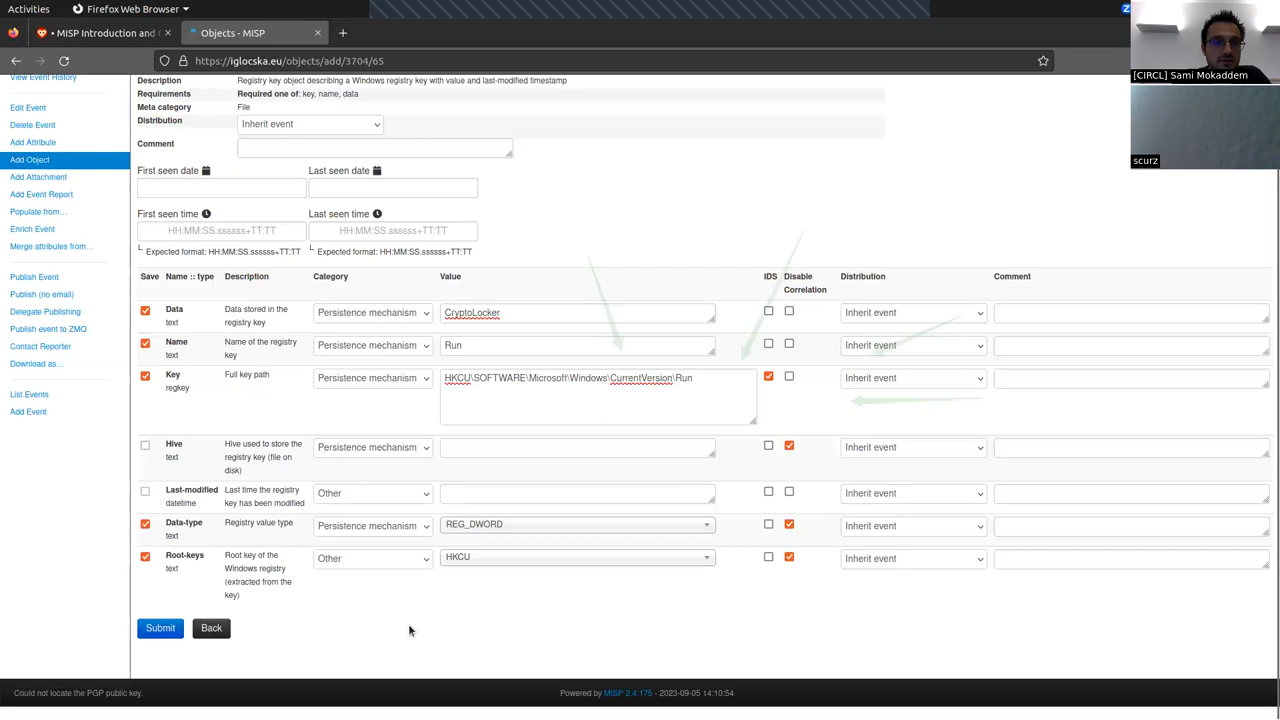 Activities
Firefox Web Browser
• MISP Introduction and
Objects - MISP
https://iglocska.eu/objects/add/3704/65
[CIRCL] Sami Mokaddem
scurz
View Event History
Edit Event
Delete Event
Add Attribute
Add Object
Add Attachment
Add Event Report
Populate from…
Enrich Event
Merge attributes from…
Publish Event
Publish (no email)
Delegate Publishing
Publish event to ZMQ
Contact Reporter
Download as…
List Events
Add Event
Description Registry key object describing a Windows registry key with value and last-modified timestamp
Requirements Required one of: key, name, data
Meta category File
Distribution Inherit event
Comment
First seen date Last seen date
First seen time Last seen time
HH:MM:SS.ssssss+TT:TT HH:MM:SS.ssssss+TT:TT
Expected format: HH:MM:SS.ssssss+TT:TT Expected format: HH:MM:SS.ssssss+TT:TT
Save Name :: type Description Category Value IDS Disable Distribution Comment
Correlation
Data Data stored in the Persistence mechanism CryptoLocker Inherit event
text registry key
Name Name of the registry Persistence mechanism Run Inherit event
text key
Key Full key path Persistence mechanism HKCU\SOFTWARE\Microsoft\Windows\CurrentVersion\Run Inherit event
regkey
Hive Hive used to store the Persistence mechanism Inherit event
text registry key (file on
disk)
Last-modified Last time the registry Other Inherit event
datetime key has been modified
Data-type Registry value type Persistence mechanism REG_DWORD Inherit event
text
Root-keys Root key of the Other HKCU Inherit event
text Windows registry
(extracted from the
key)
Submit Back
Could not locate the PGP public key.
Powered by MISP 2.4.175 - 2023-09-05 14:10:54